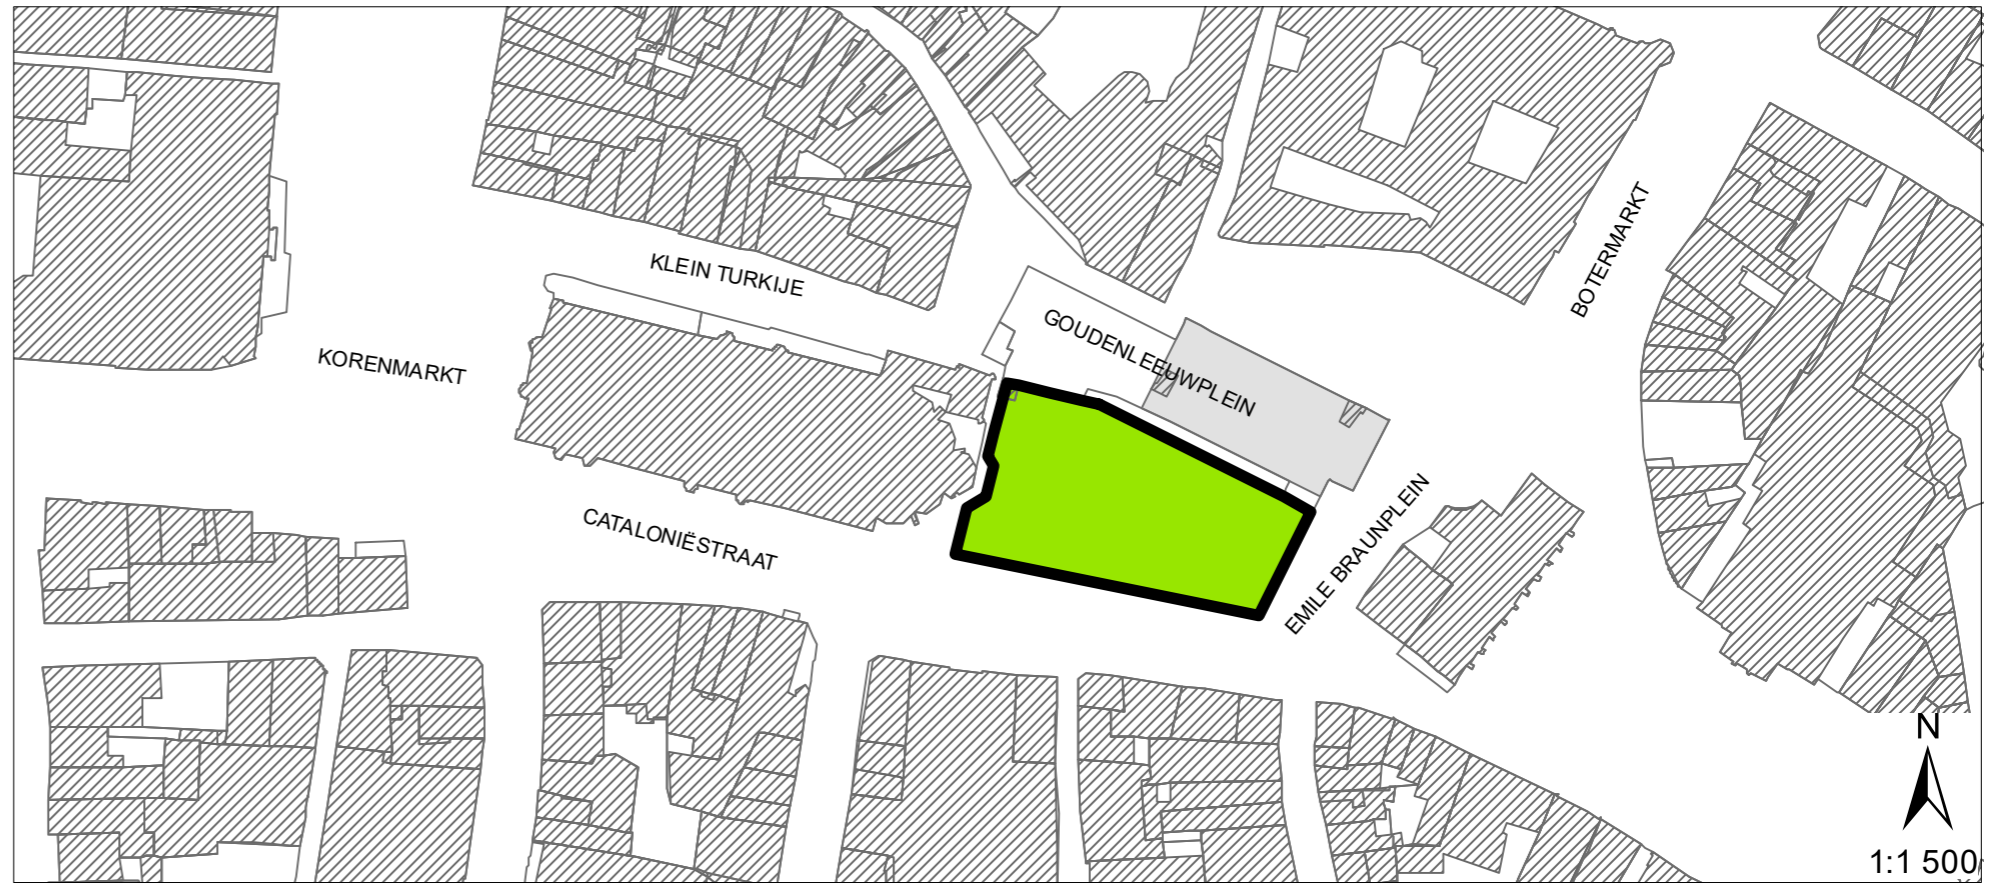 KLEIN TURKIJE
BOTERMARKT
GOUDENLEEUWPLEIN
KORENMARKT
CATALONIËSTRAAT
EMILE BRAUNPLEIN
N
1:1 500